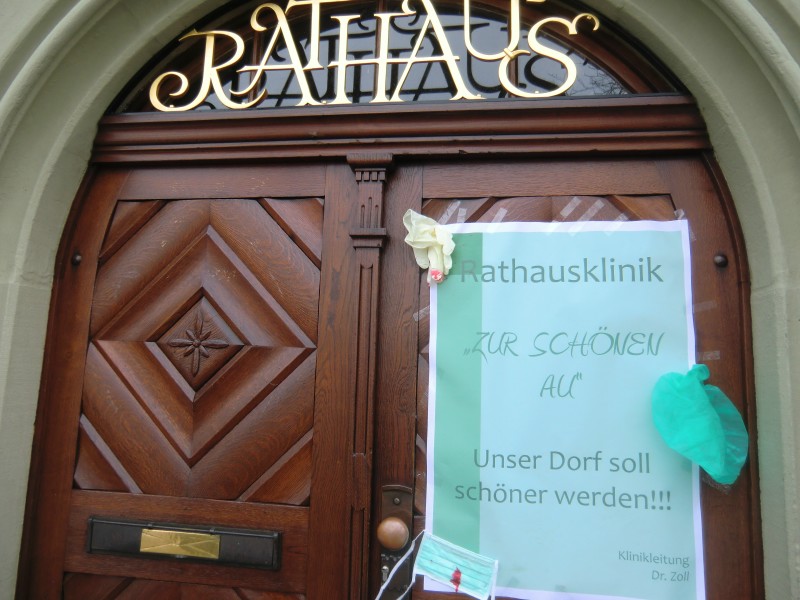 RATHAUS
Rathausklinik
„ZUR SCHÖNEN
AU“
Unser Dorf soll
schöner werden!!!
Klinikleitung
Dr. Zoll